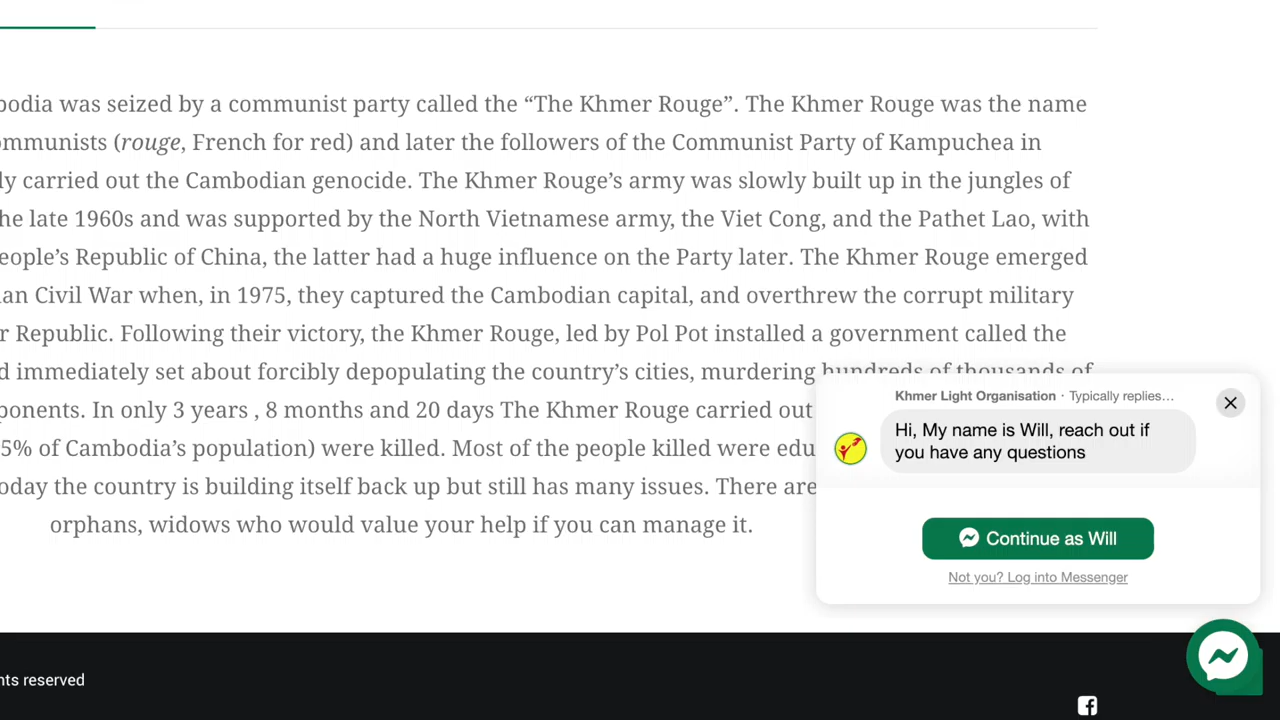 was seized by a communist party called the “The Khmer Rouge”. The Khmer Rouge was the name
(rouge, French for red) and later the followers of the Communist Party of Kampuchea in
carried out the Cambodian genocide. The Khmer Rouge’s army was slowly built up in the jungles of
late 1960s and was supported by the North Vietnamese army, the Viet Cong, and the Pathet Lao, with
Republic of China, the latter had a huge influence on the Party later. The Khmer Rouge emerged
Civil War when, in 1975, they captured the Cambodian capital, and overthrew the corrupt military
Republic. Following their victory, the Khmer Rouge, led by Pol Pot installed a government called the
immediately set about forcibly depopulating the country’s cities, murdering hundreds of thousands of
In only 3 years , 8 months and 20 days The Khmer Rouge carried out
5% of Cambodia’s population) were killed. Most of the people killed were edu
the country is building itself back up but still has many issues. There are
orphans, widows who would value your help if you can manage it.
Khmer Light Organisation · Typically replies…
Hi, My name is Will, reach out if
you have any questions
Continue as Will
Not you? Log into Messenger
reserved